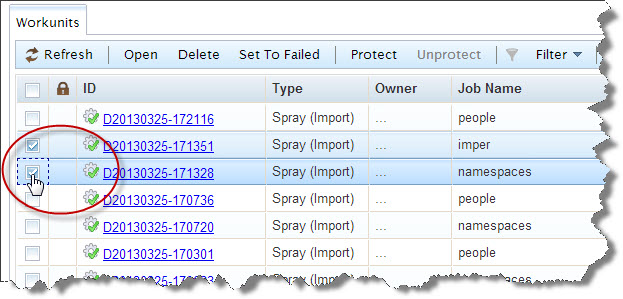 Workunits
Refresh Open Delete Set To Failed Protect Unprotect Filter
ID Type Owner Job Name
D20130325-172116 Spray (Import) ... people
D20130325-171351 Spray (Import) ... imper
D20130325-171328 Spray (Import) ... namespaces
D20130325-170736 Spray (Import) ... people
D20130325-170720 Spray (Import) ... namespaces
D20130325-170301 Spray (Import) ... people
Spray (Import) ... namespaces